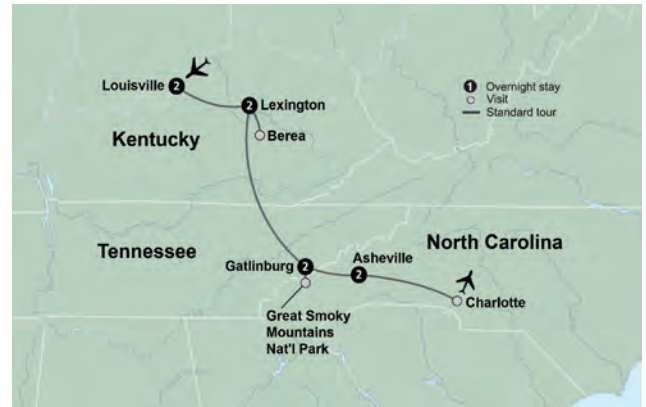 Louisville 2
2 Lexington
Berea
Kentucky
1 Overnight stay
Visit
Standard tour
Tennessee
North Carolina
Gatlinburg 2
Asheville
2
Charlotte
Great Smoky
Mountains
Nat'l Park